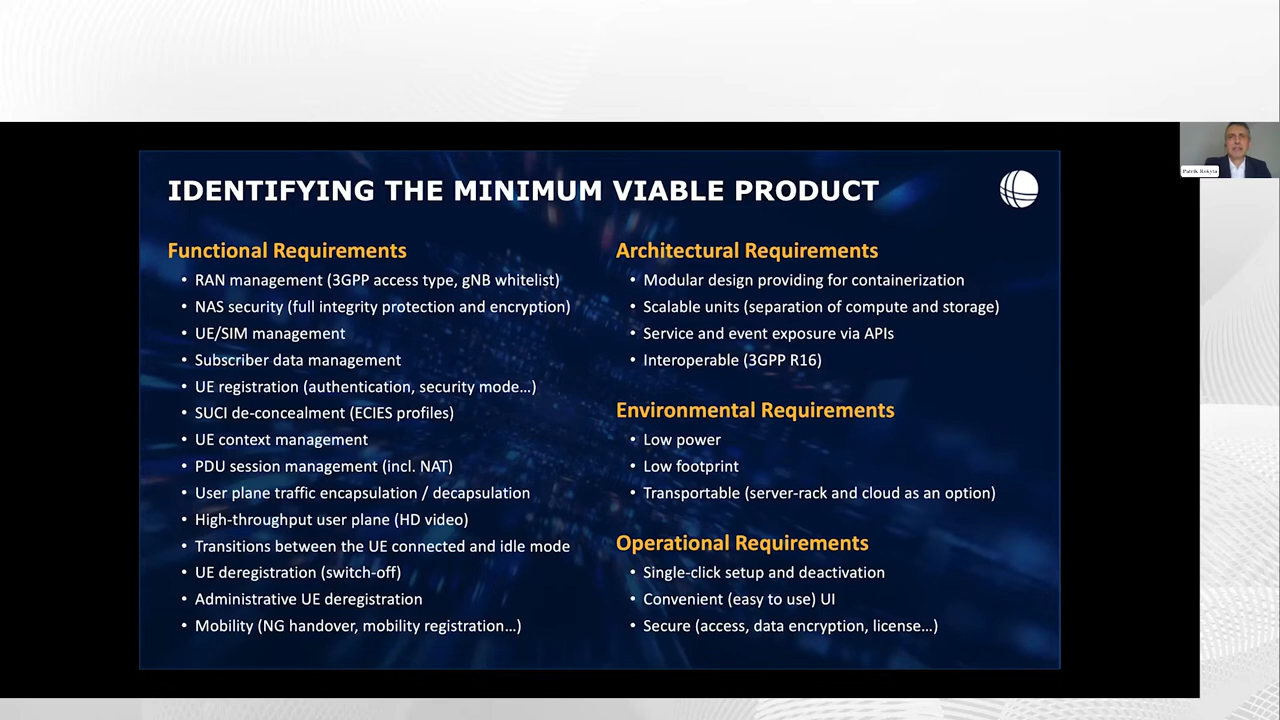 IDENTIFYING THE MINIMUM VIABLE PRODUCT
Functional Requirements
• RAN management (3GPP access type, gNB whitelist)
• NAS security (full integrity protection and encryption)
• UE/SIM management
• Subscriber data management
• UE registration (authentication, security mode...)
• SUCI de-concealment (ECIES profiles)
• UE context management
• PDU session management (incl. NAT)
• User plane traffic encapsulation / decapsulation
• High-throughput user plane (HD video)
• Transitions between the UE connected and idle mode
• UE deregistration (switch-off)
• Administrative UE deregistration
• Mobility (NG handover, mobility registration...)
Architectural Requirements
• Modular design providing for containerization
• Scalable units (separation of compute and storage)
• Service and event exposure via APIs
• Interoperable (3GPP R16)
Environmental Requirements
• Low power
• Low footprint
• Transportable (server-rack and cloud as an option)
Operational Requirements
• Single-click setup and deactivation
• Convenient (easy to use) UI
• Secure (access, data encryption, license...)
Patrik Rokyta